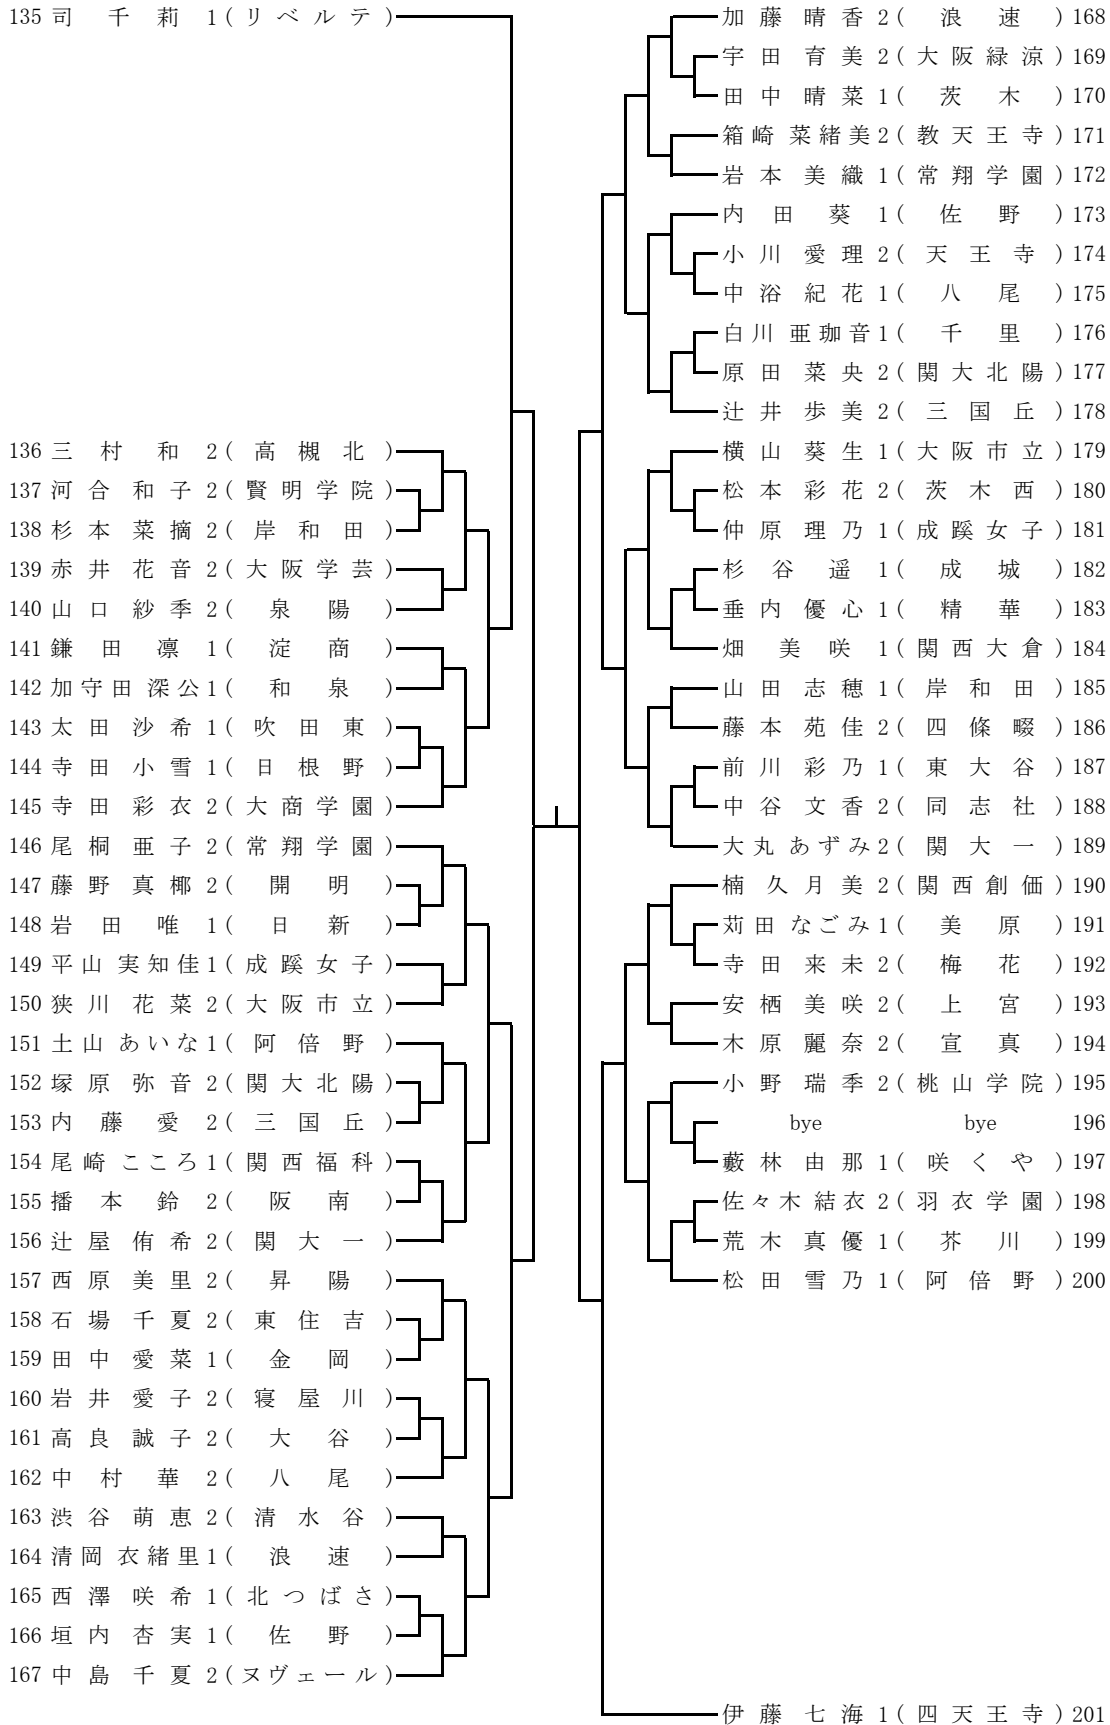 135 司 千莉 1(リベルテ)
136 三村 和 2(高槻北)
137 河合 和子 2(賢明学院)
138 杉本 菜摘 2(岸和田)
139 赤井 花音 2(大阪学芸)
140 山口 紗季 2(泉陽)
141 鎌田 凛 1(淀商)
142 加守田 深公 1(和泉)
143 太田 沙希 1(吹田東)
144 寺田 小雪 1(日根野)
145 寺田 彩衣 2(大商学園)
146 尾桐 亜子 2(常翔学園)
147 藤野 真椰 2(開明)
148 岩田 唯 1(日新)
149 平山 実知佳 1(成蹊女子)
150 狭川 花菜 2(大阪市立)
151 土山 あいな 1(阿倍野)
152 塚原 弥音 2(関大北陽)
153 内藤 愛 2(三国丘)
154 尾崎 こころ 1(関西福科)
155 播本 鈴 2(阪南)
156 辻屋 侑希 2(関大一)
157 西原 美里 2(昇陽)
158 石場 千夏 2(東住吉)
159 田中 愛菜 1(金岡)
160 岩井 愛子 2(寝屋川)
161 高良 誠子 2(大谷)
162 中村 華 2(八尾)
163 渋谷 萌恵 2(清水谷)
164 清岡 衣緒里 1(浪速)
165 西澤 咲希 1(北つばさ)
166 垣内 杏実 1(佐野)
167 中島 千夏 2(ヌヴェール)
加藤 晴香 2(浪速)168
宇田 育美 2(大阪緑涼)169
田中 晴菜 1(茨木)170
箱崎 菜緒美 2(教天王寺)171
岩本 美織 1(常翔学園)172
内田 葵 1(佐野)173
小川 愛理 2(天王寺)174
中浴 紀花 1(八尾)175
白川 亜珈音 1(千里)176
原田 菜央 2(関大北陽)177
辻井 歩美 2(三国丘)178
横山 葵生 1(大阪市立)179
松本 彩花 2(茨木西)180
仲原 理乃 1(成蹊女子)181
杉谷 遥 1(成城)182
垂内 優心 1(精華)183
畑 美咲 1(関西大倉)184
山田 志穂 1(岸和田)185
藤本 苑佳 2(四條畷)186
前川 彩乃 1(東大谷)187
中谷 文香 2(同志社)188
大丸 あずみ 2(関大一)189
楠 久月美 2(関西創価)190
苅田 なごみ 1(美原)191
寺田 来未 2(梅花)192
安栖 美咲 2(上宮)193
木原 麗奈 2(宣真)194
小野 瑞季 2(桃山学院)195
bye bye 196
藪林 由那 1(咲くや)197
佐々木 結衣 2(羽衣学園)198
荒木 真優 1(芥川)199
松田 雪乃 1(阿倍野)200
伊藤 七海 1(四天王寺)201